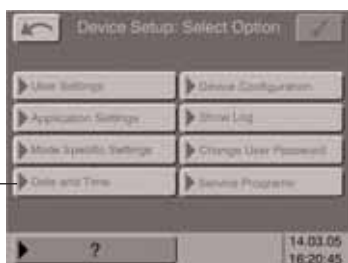 Device Setup: Select Option
User Settings
Device Configuration
Application Settings
Show Log
Mode Specific Settings
Change User Password
Date and Time
Service Programs
?
14.03.05
16:20:45